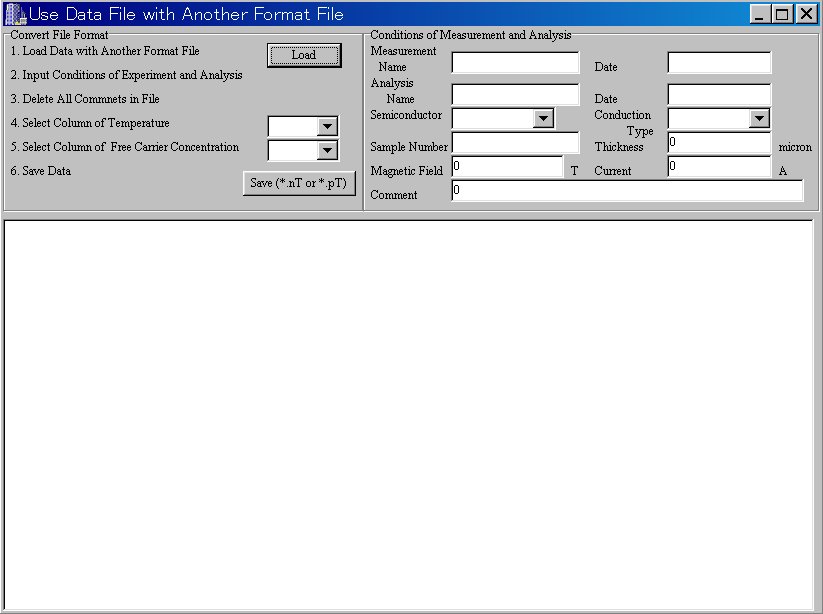 Use Data File with Another Format File
Convert File Format
1. Load Data with Another Format File
Load
2. Input Conditions of Experiment and Analysis
3. Delete All Commnets in File
4. Select Column of Temperature
5. Select Column of Free Carrier Concentration
6. Save Data
Save (*.nT or *.pT)
Conditions of Measurement and Analysis
Measurement
Name
Date
Analysis
Name
Date
Semiconductor
Conduction
Type
Sample Number
Thickness
0
micron
Magnetic Field
0
T
Current
0
A
Comment
0